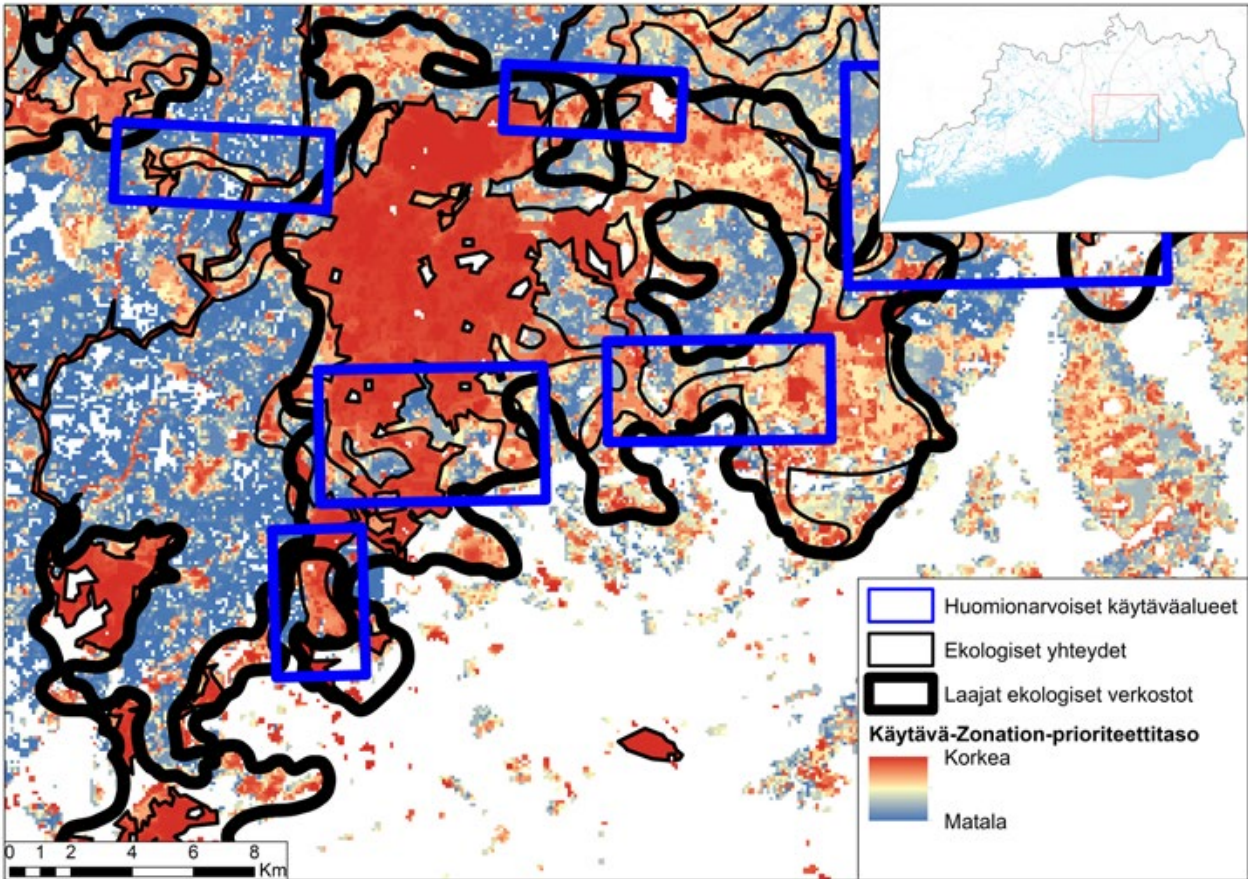 Huomionarvoiset käytäväalueet
Ekologiset yhteydet
Laajat ekologiset verkostot
Käytävä-Zonation-prioriteettitaso
Korkea
Matala
0 1 2 4 6 8
Km